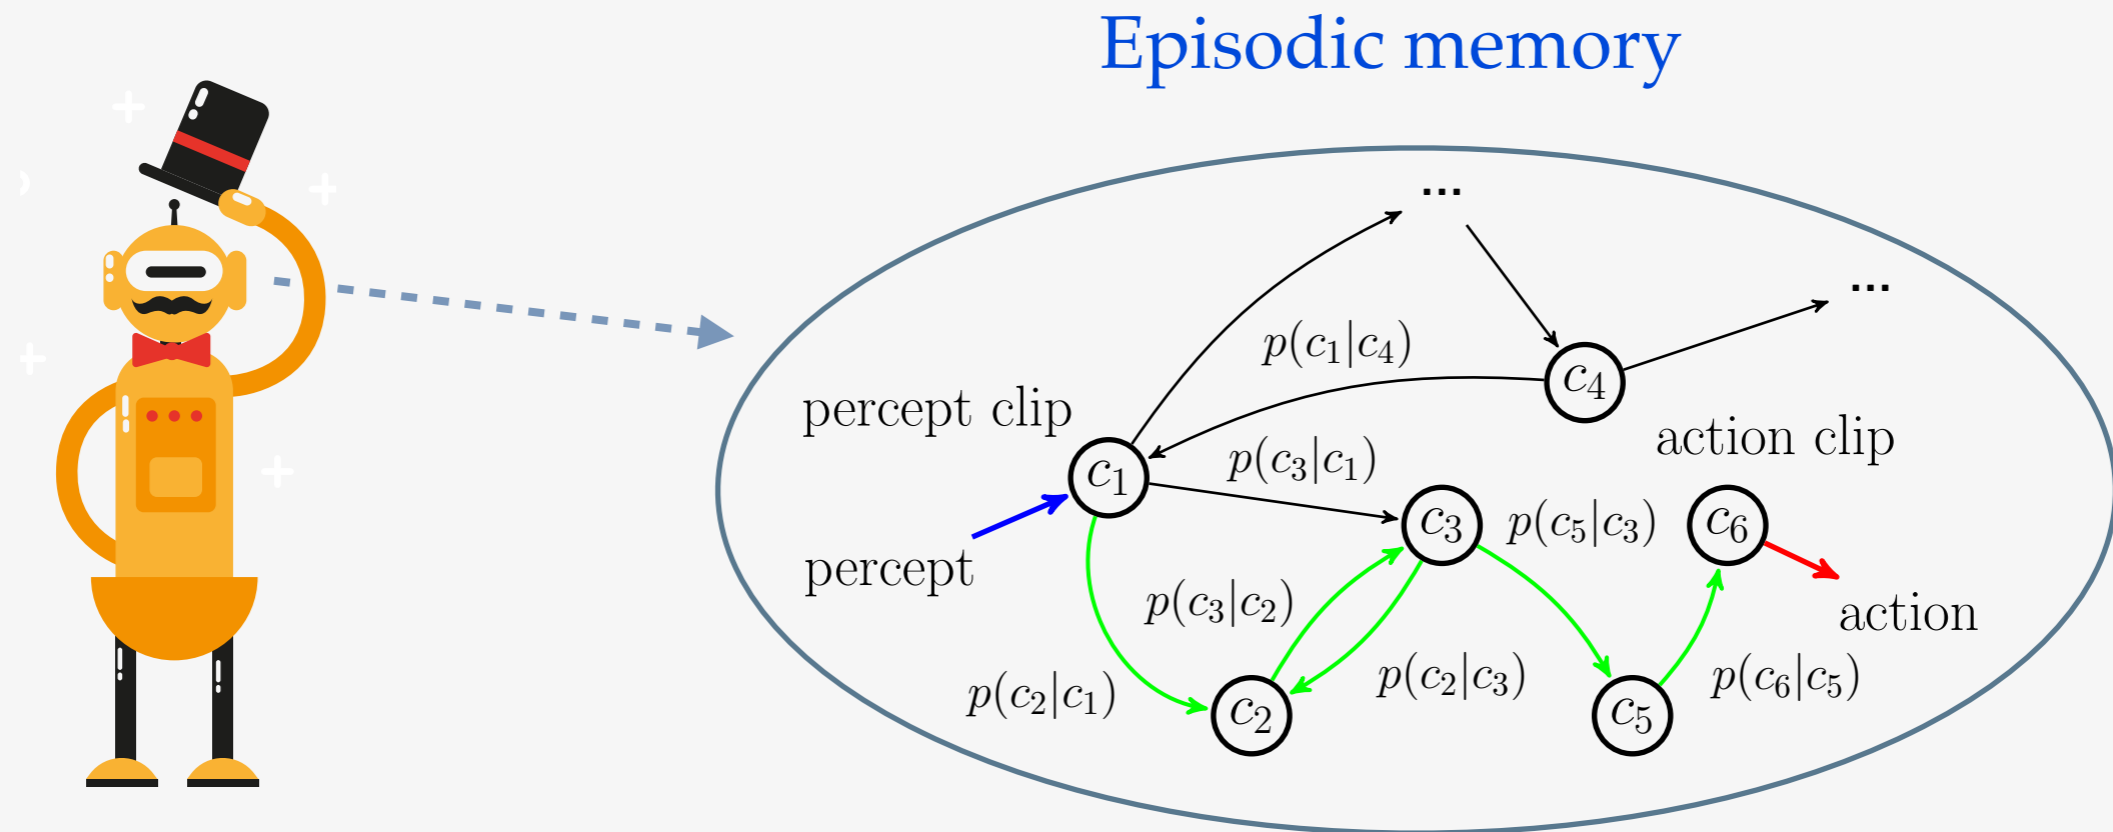 Episodic memory
...
...
p(c₁|c₄)
c₄
percept clip
action clip
c₁
p(c₃|c₁)
c₃
p(c₅|c₃)
c₆
percept
p(c₃|c₂)
action
p(c₂|c₁)
p(c₂|c₃)
p(c₆|c₅)
c₂
c₅